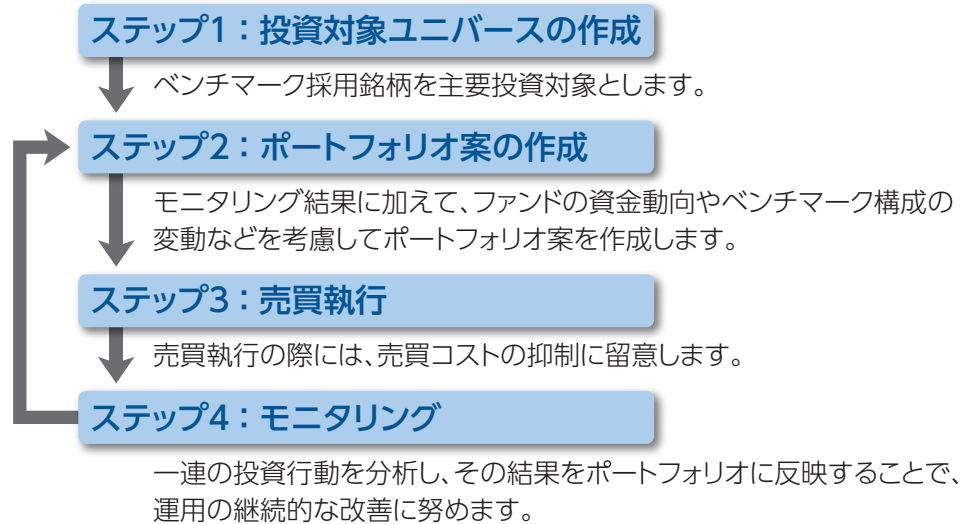 ステップ1：投資対象ユニバースの作成
ベンチマーク採用銘柄を主要投資対象とします。
ステップ2：ポートフォリオ案の作成
モニタリング結果に加えて、ファンドの資金動向やベンチマーク構成の
変動などを考慮してポートフォリオ案を作成します。
ステップ3：売買執行
売買執行の際には、売買コストの抑制に留意します。
ステップ4：モニタリング
一連の投資行動を分析し、その結果をポートフォリオに反映することで、
運用の継続的な改善に努めます。